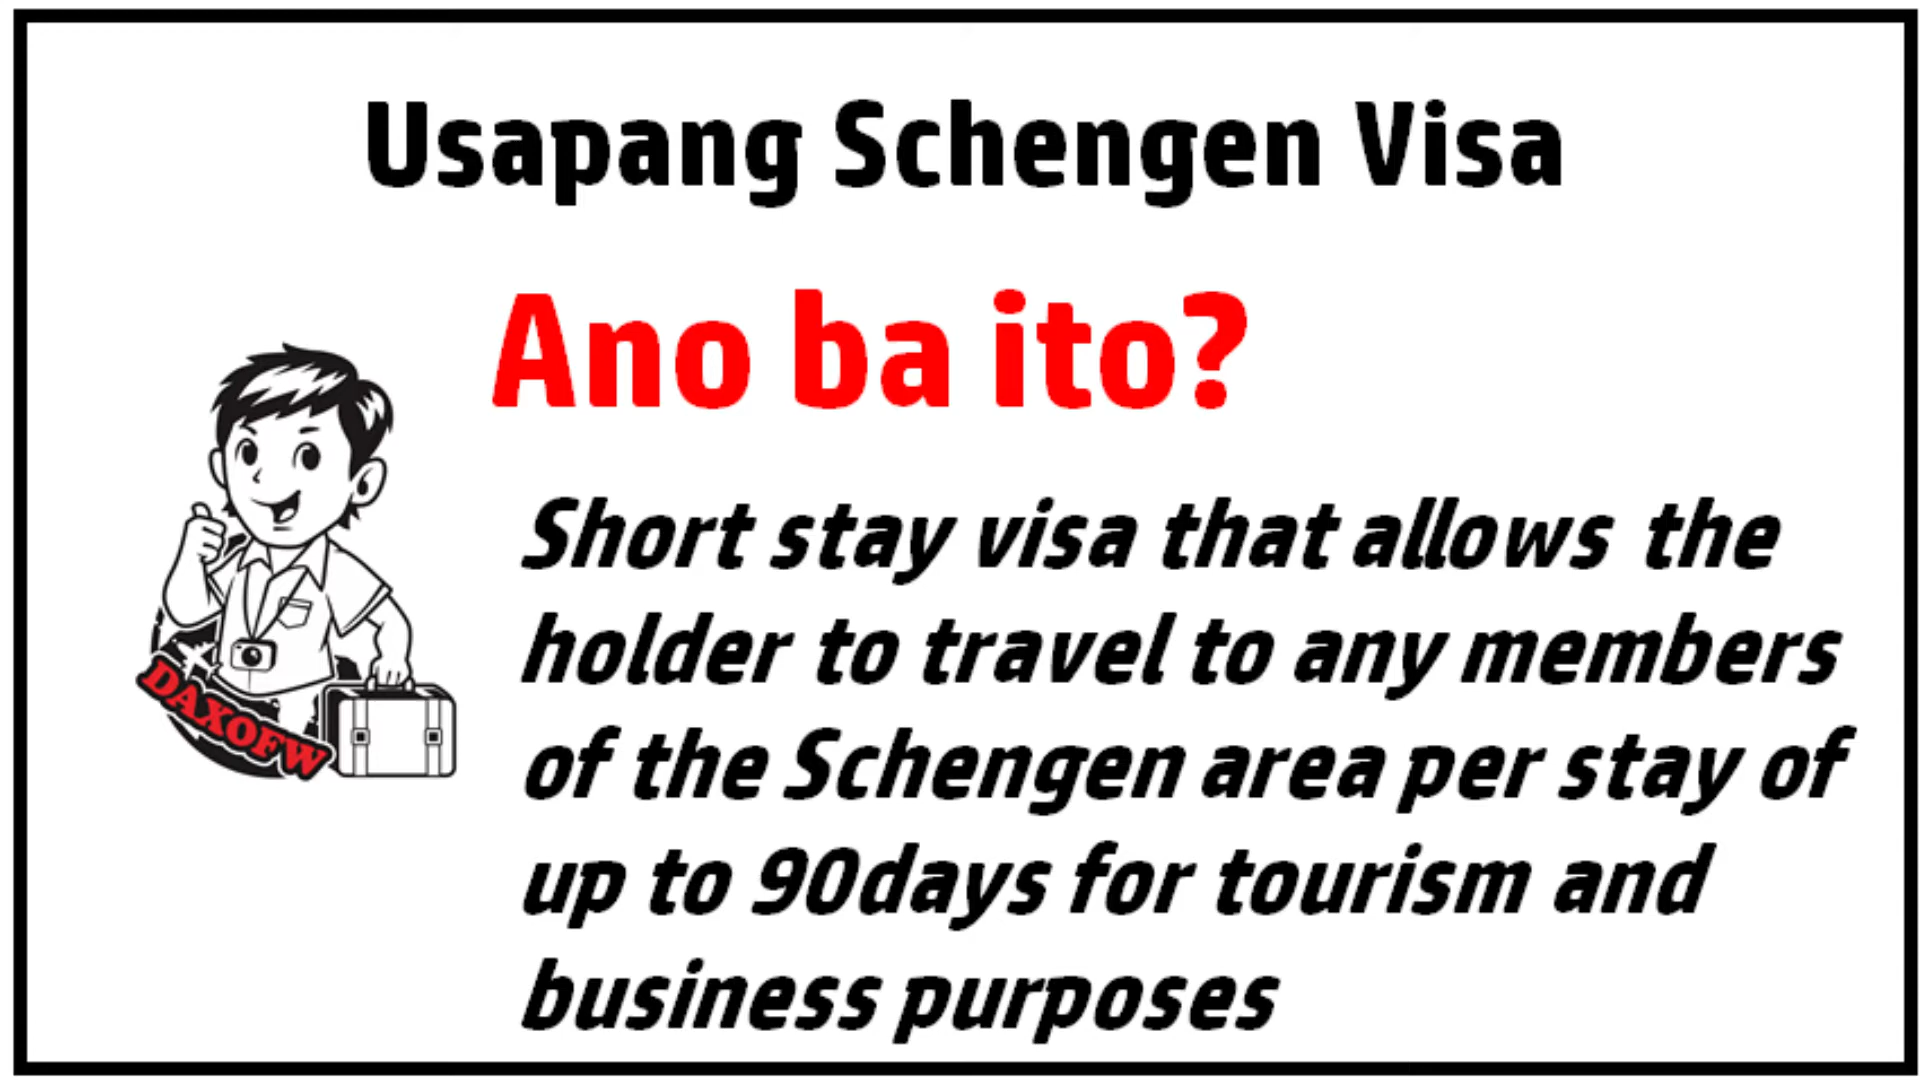 Usapang Schengen Visa
Ano ba ito?
Short stay visa that allows the
holder to travel to any members
of the Schengen area per stay of
up to 90days for tourism and
business purposes
DAXOFW